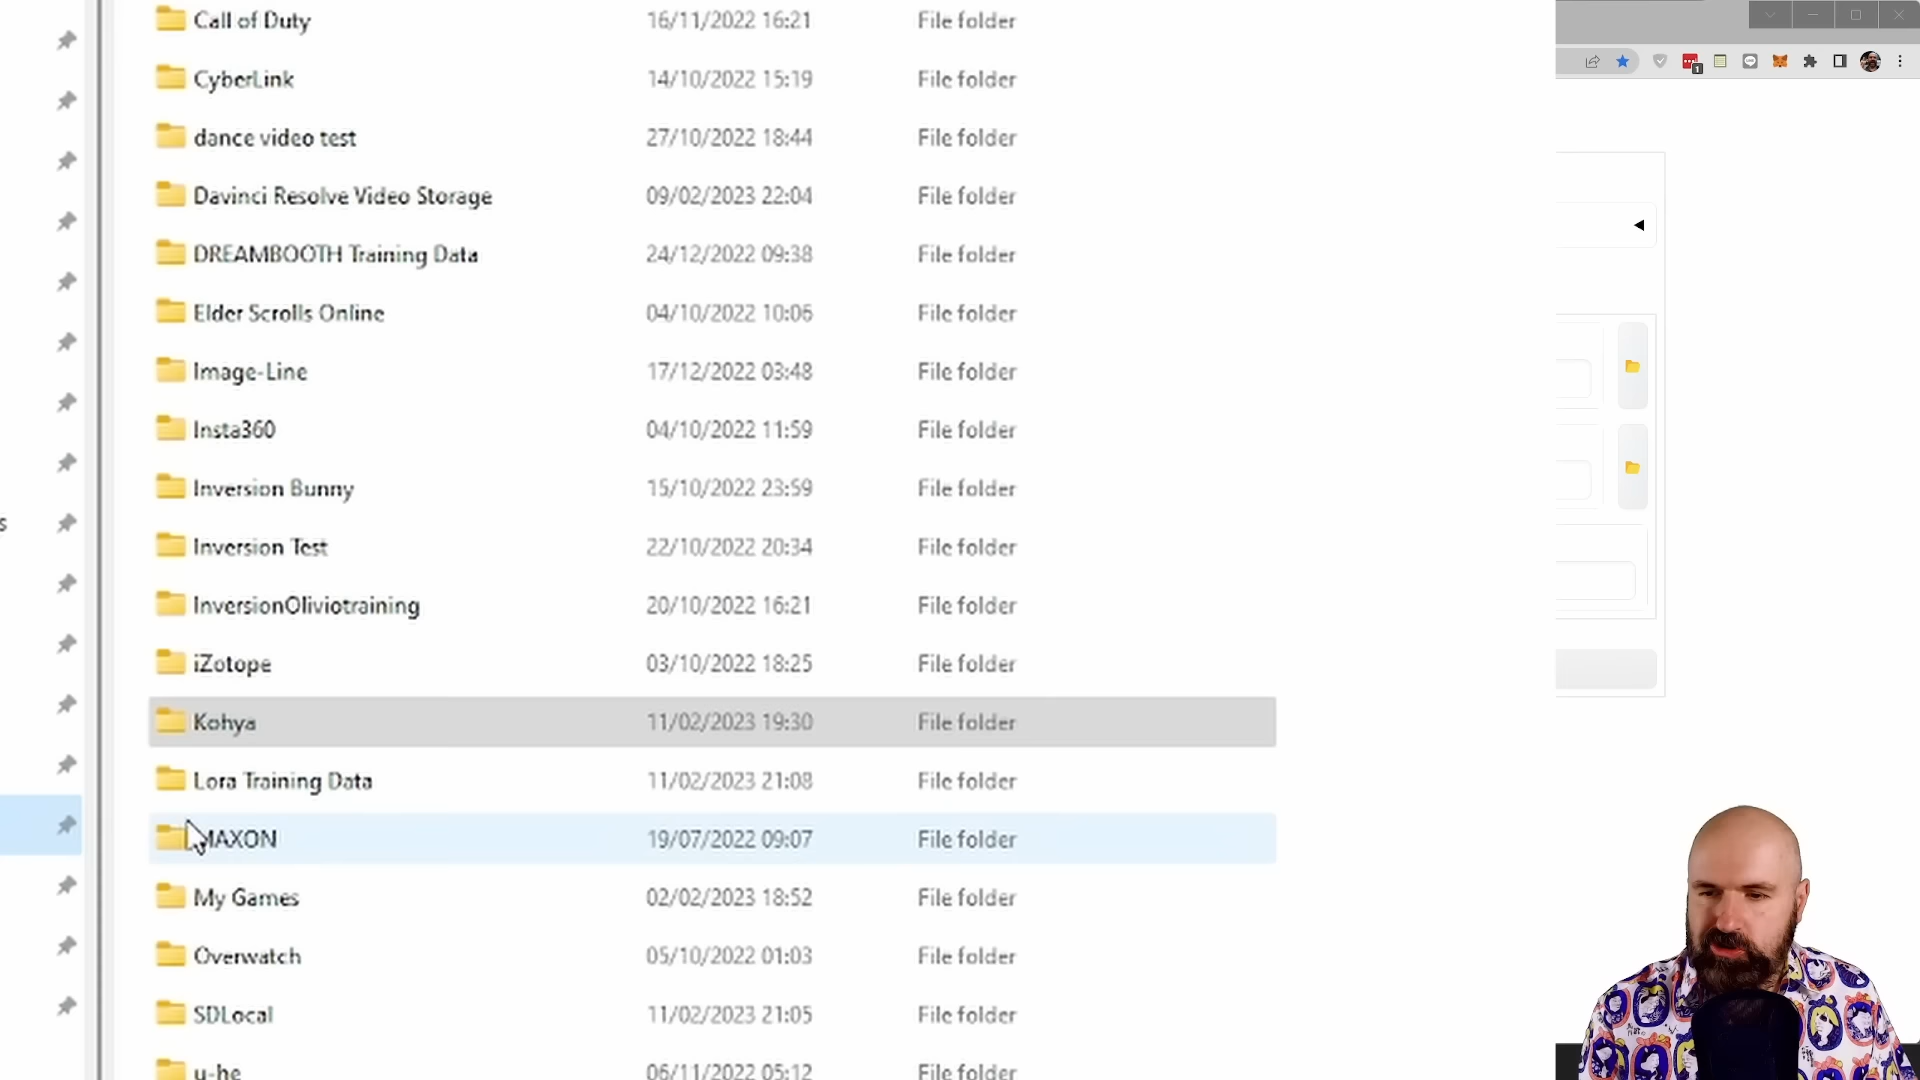 Call of Duty 16/11/2022 16:21 File folder
CyberLink 14/10/2022 15:19 File folder
dance video test 27/10/2022 18:44 File folder
Davinci Resolve Video Storage 09/02/2023 22:04 File folder
DREAMBOOTH Training Data 24/12/2022 09:38 File folder
Elder Scrolls Online 04/10/2022 10:06 File folder
Image-Line 17/12/2022 03:48 File folder
Insta360 04/10/2022 11:59 File folder
Inversion Bunny 15/10/2022 23:59 File folder
s
Inversion Test 22/10/2022 20:34 File folder
InversionOliviotraining 20/10/2022 16:21 File folder
iZotope 03/10/2022 18:25 File folder
Kohya 11/02/2023 19:30 File folder
Lora Training Data 11/02/2023 21:08 File folder
MAXON 19/07/2022 09:07 File folder
My Games 02/02/2023 18:52 File folder
Overwatch 05/10/2022 01:03 File folder
SDLocal 11/02/2023 21:05 File folder
u-he 06/11/2022 05:12 File folder
1